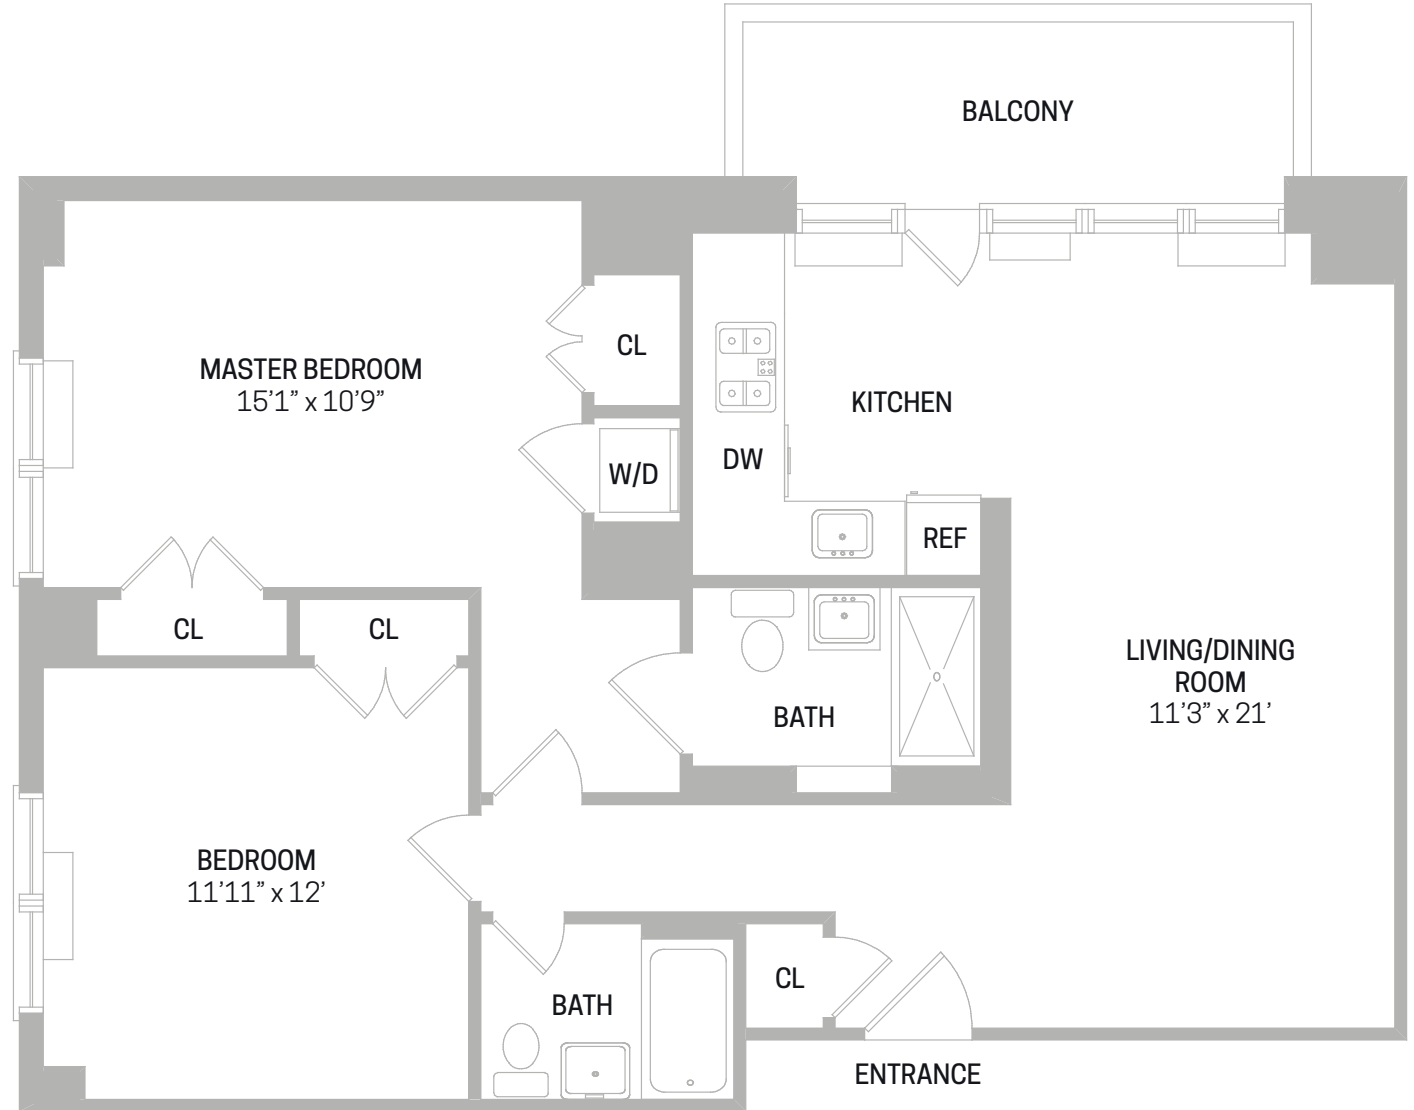 BALCONY
CL
MASTER BEDROOM
15’1” x 10’9”
KITCHEN
DW
W/D
REF
CL
CL
LIVING/DINING
ROOM
11’3” x 21’
BATH
BEDROOM
11’11” x 12’
CL
BATH
ENTRANCE